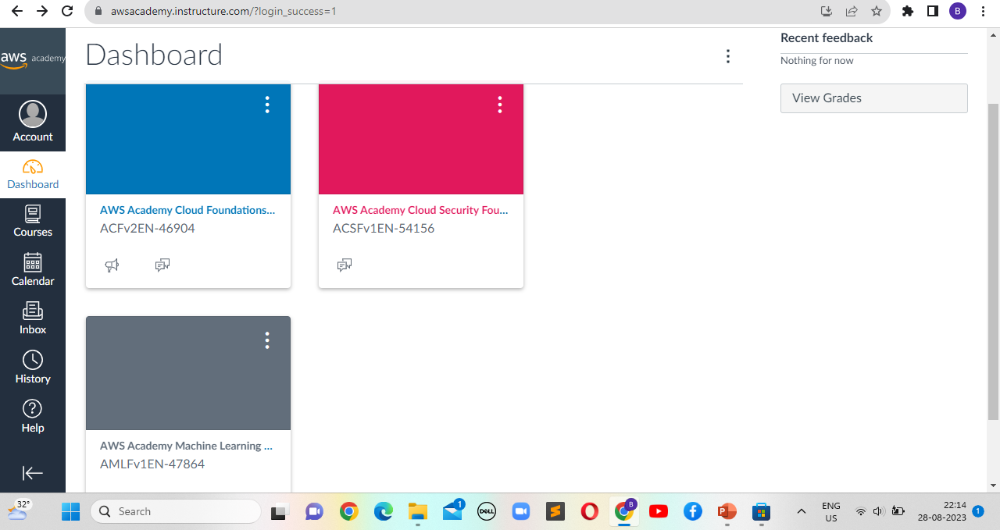 awsacademy.instructure.com/?login_success=1
B
aws academy
Account
Dashboard
Courses
Calendar
Inbox
History
Help
Dashboard
AWS Academy Cloud Foundations...
ACFv2EN-46904
AWS Academy Cloud Security Fou...
ACSFv1EN-54156
AWS Academy Machine Learning ...
AMLFv1EN-47864
Recent feedback
Nothing for now
View Grades
32°
Search
1
DELL
B
P
ENG
US
22:14
28-08-2023
1